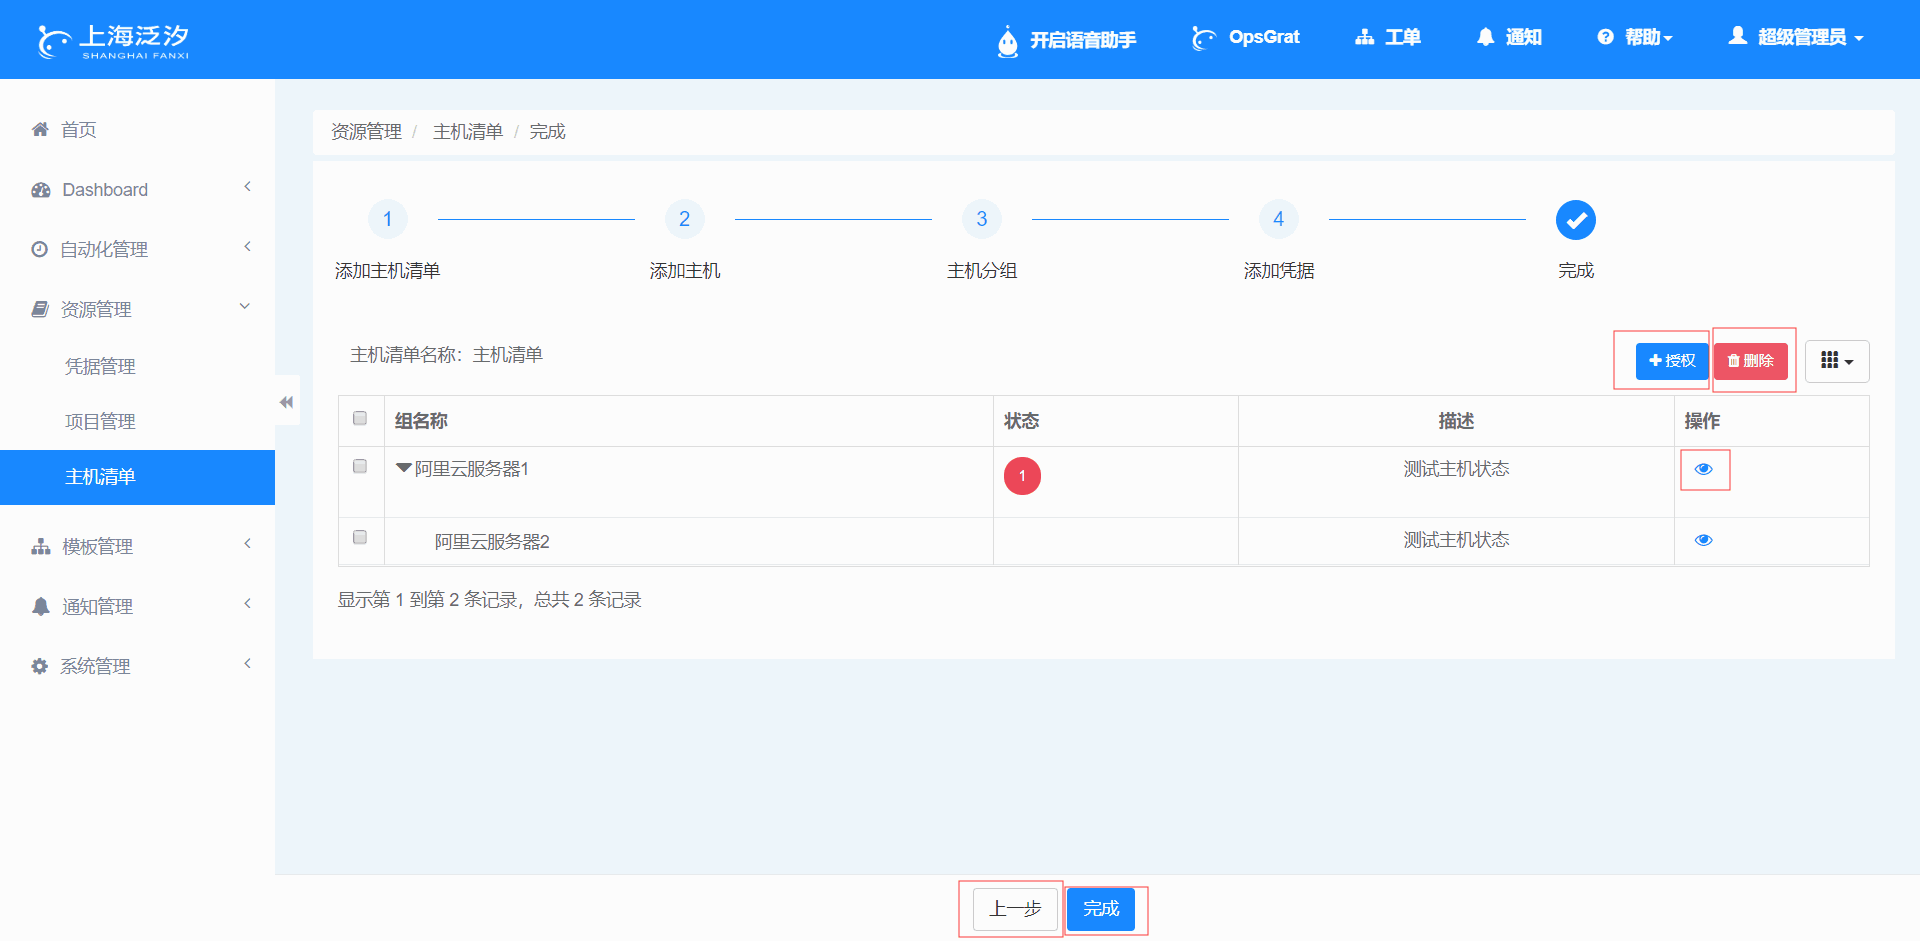 上海泛汐
SHANGHAI FANXI
开启语音助手
OpsGrat
工单
通知
帮助
超级管理员
首页
Dashboard
自动化管理
资源管理
凭据管理
项目管理
主机清单
模板管理
通知管理
系统管理
资源管理 / 主机清单 / 完成
1 2 3 4
添加主机清单 添加主机 主机分组 添加凭据 完成
主机清单名称：主机清单
授权 删除
组名称 状态 描述 操作
阿里云服务器1 1 测试主机状态
阿里云服务器2 测试主机状态
显示第 1 到第 2 条记录，总共 2 条记录
上一步 完成